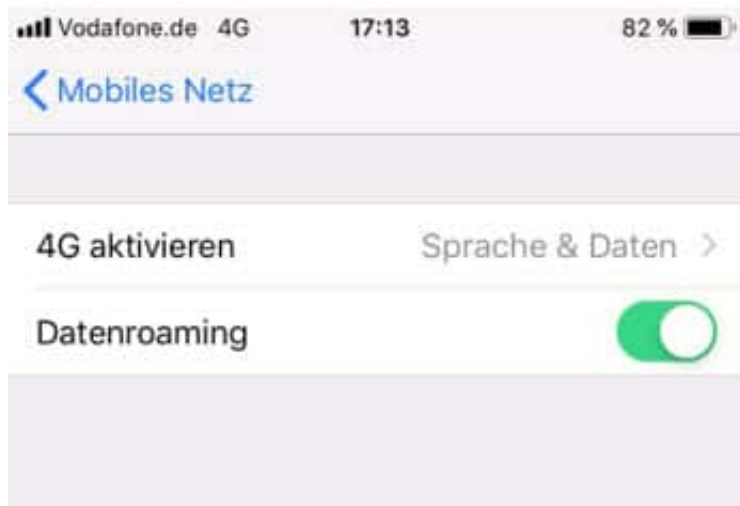 Vodafone.de 4G 17:13 82 %
Mobiles Netz
4G aktivieren Sprache & Daten
Datenroaming